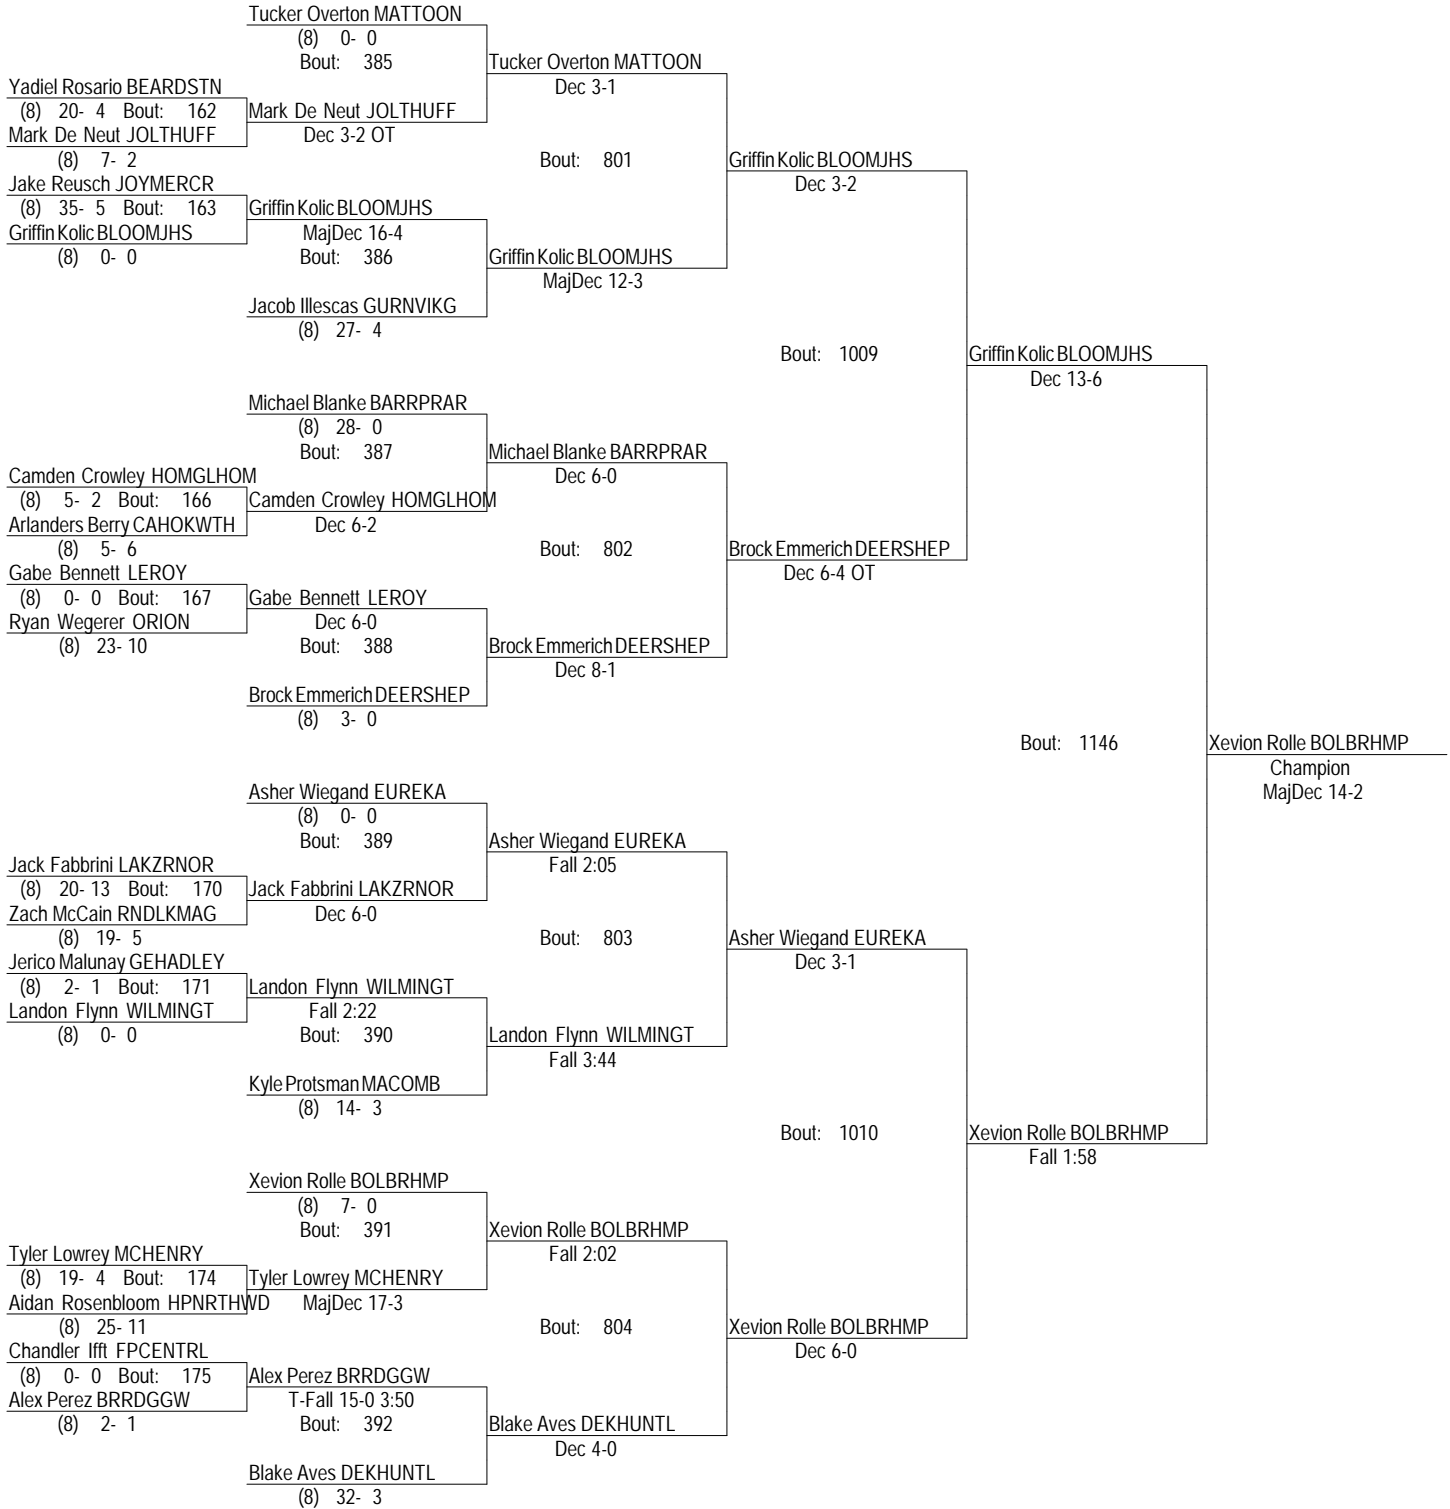 Tucker Overton MATTOON
(8) 0- 0
Bout: 385
Tucker Overton MATTOON
Dec 3-1
Yadiel Rosario BEARDSTN
(8) 20- 4 Bout: 162
Mark De Neut JOLTHUFF
Mark De Neut JOLTHUFF
Dec 3-2 OT
(8) 7- 2
Bout: 801
Griffin Kolic BLOOMJHS
Dec 3-2
Jake Reusch JOYMERCR
(8) 35- 5 Bout: 163
Griffin Kolic BLOOMJHS
Griffin Kolic BLOOMJHS
MajDec 16-4
(8) 0- 0
Bout: 386
Griffin Kolic BLOOMJHS
MajDec 12-3
Jacob Illescas GURNVIKG
(8) 27- 4
Bout: 1009
Griffin Kolic BLOOMJHS
Dec 13-6
Michael Blanke BARRPRAR
(8) 28- 0
Bout: 387
Michael Blanke BARRPRAR
Dec 6-0
Camden Crowley HOMGLHOM
(8) 5- 2 Bout: 166
Camden Crowley HOMGLHOM
Arlanders Berry CAHOKWTH
Dec 6-2
(8) 5- 6
Bout: 802
Brock Emmerich DEERSHEP
Dec 6-4 OT
Gabe Bennett LEROY
(8) 0- 0 Bout: 167
Gabe Bennett LEROY
Ryan Wegerer ORION
Dec 6-0
(8) 23- 10
Bout: 388
Brock Emmerich DEERSHEP
Dec 8-1
Brock Emmerich DEERSHEP
(8) 3- 0
Bout: 1146
Xevion Rolle BOLBRHMP
Champion
MajDec 14-2
Asher Wiegand EUREKA
(8) 0- 0
Bout: 389
Asher Wiegand EUREKA
Fall 2:05
Jack Fabbrini LAKZRNOR
(8) 20- 13 Bout: 170
Jack Fabbrini LAKZRNOR
Zach McCain RNDLKMAG
Dec 6-0
(8) 19- 5
Bout: 803
Asher Wiegand EUREKA
Dec 3-1
Jerico Malunay GEHADLEY
(8) 2- 1 Bout: 171
Landon Flynn WILMINGT
Landon Flynn WILMINGT
Fall 2:22
(8) 0- 0
Bout: 390
Landon Flynn WILMINGT
Fall 3:44
Kyle Protsman MACOMB
(8) 14- 3
Bout: 1010
Xevion Rolle BOLBRHMP
Fall 1:58
Xevion Rolle BOLBRHMP
(8) 7- 0
Bout: 391
Xevion Rolle BOLBRHMP
Fall 2:02
Tyler Lowrey MCHENRY
(8) 19- 4 Bout: 174
Tyler Lowrey MCHENRY
Aidan Rosenbloom HPNRTHWD
MajDec 17-3
(8) 25- 11
Bout: 804
Xevion Rolle BOLBRHMP
Dec 6-0
Chandler Ifft FPCENTRL
(8) 0- 0 Bout: 175
Alex Perez BRRDGGW
Alex Perez BRRDGGW
T-Fall 15-0 3:50
(8) 2- 1
Bout: 392
Blake Aves DEKHUNTL
Dec 4-0
Blake Aves DEKHUNTL
(8) 32- 3